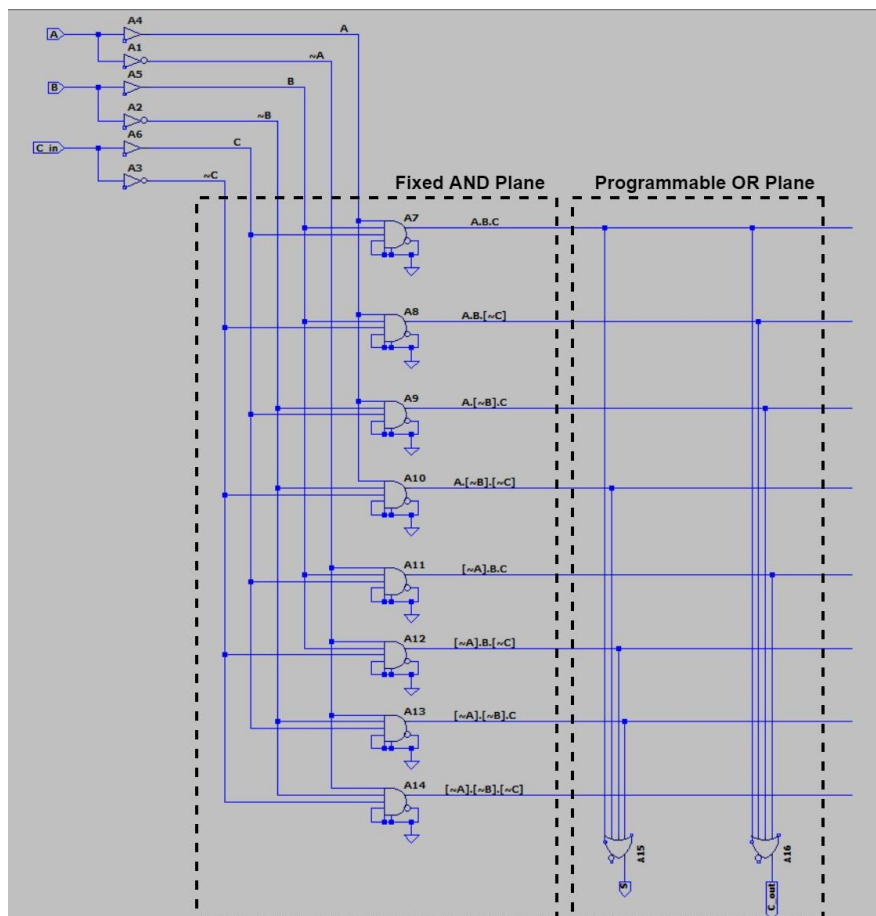 A4
A
A
A1
~A
A5
B
B
A2
~B
A6
C_in
C
A3
~C
Fixed AND Plane
Programmable OR Plane
A7
A.B.C
A8
A.B.[~C]
A9
A.[~B].C
A10
A.[~B].[~C]
A11
[~A].B.C
A12
[~A].B.[~C]
A13
[~A].[~B].C
A14
[~A].[~B].[~C]
A15
A16
S
C_out